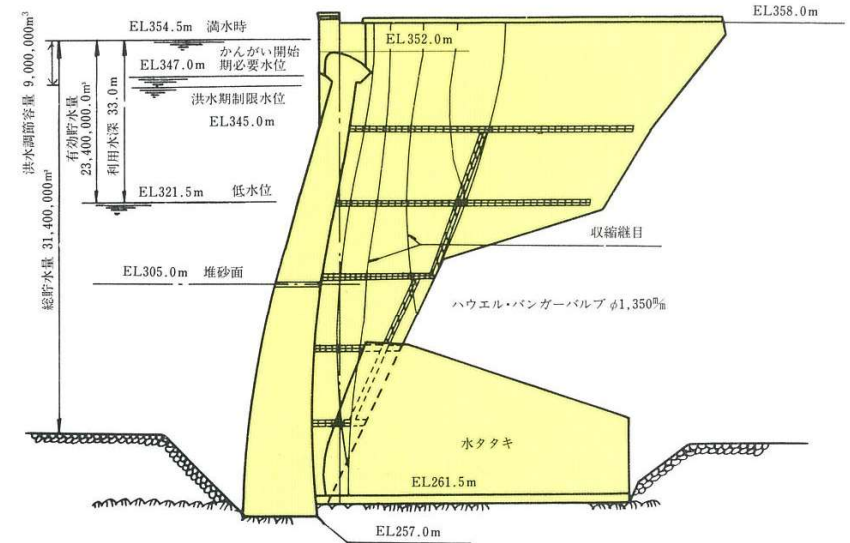 EL358.0m
EL354.5m 満水時
EL352.0m
かんがい開始
EL347.0m 期必要水位
洪水期制限水位
EL345.0m
洪水調節容量 9,000,000m³
有効貯水量
23,400,000.0m³
利用水深 33.0m
EL321.5m 低水位
総貯水量 31,400,000m³
収縮継目
EL305.0m 堆砂面
ハウエル・バンガーバルブ φ1,350㎜
水タタキ
EL261.5m
EL257.0m